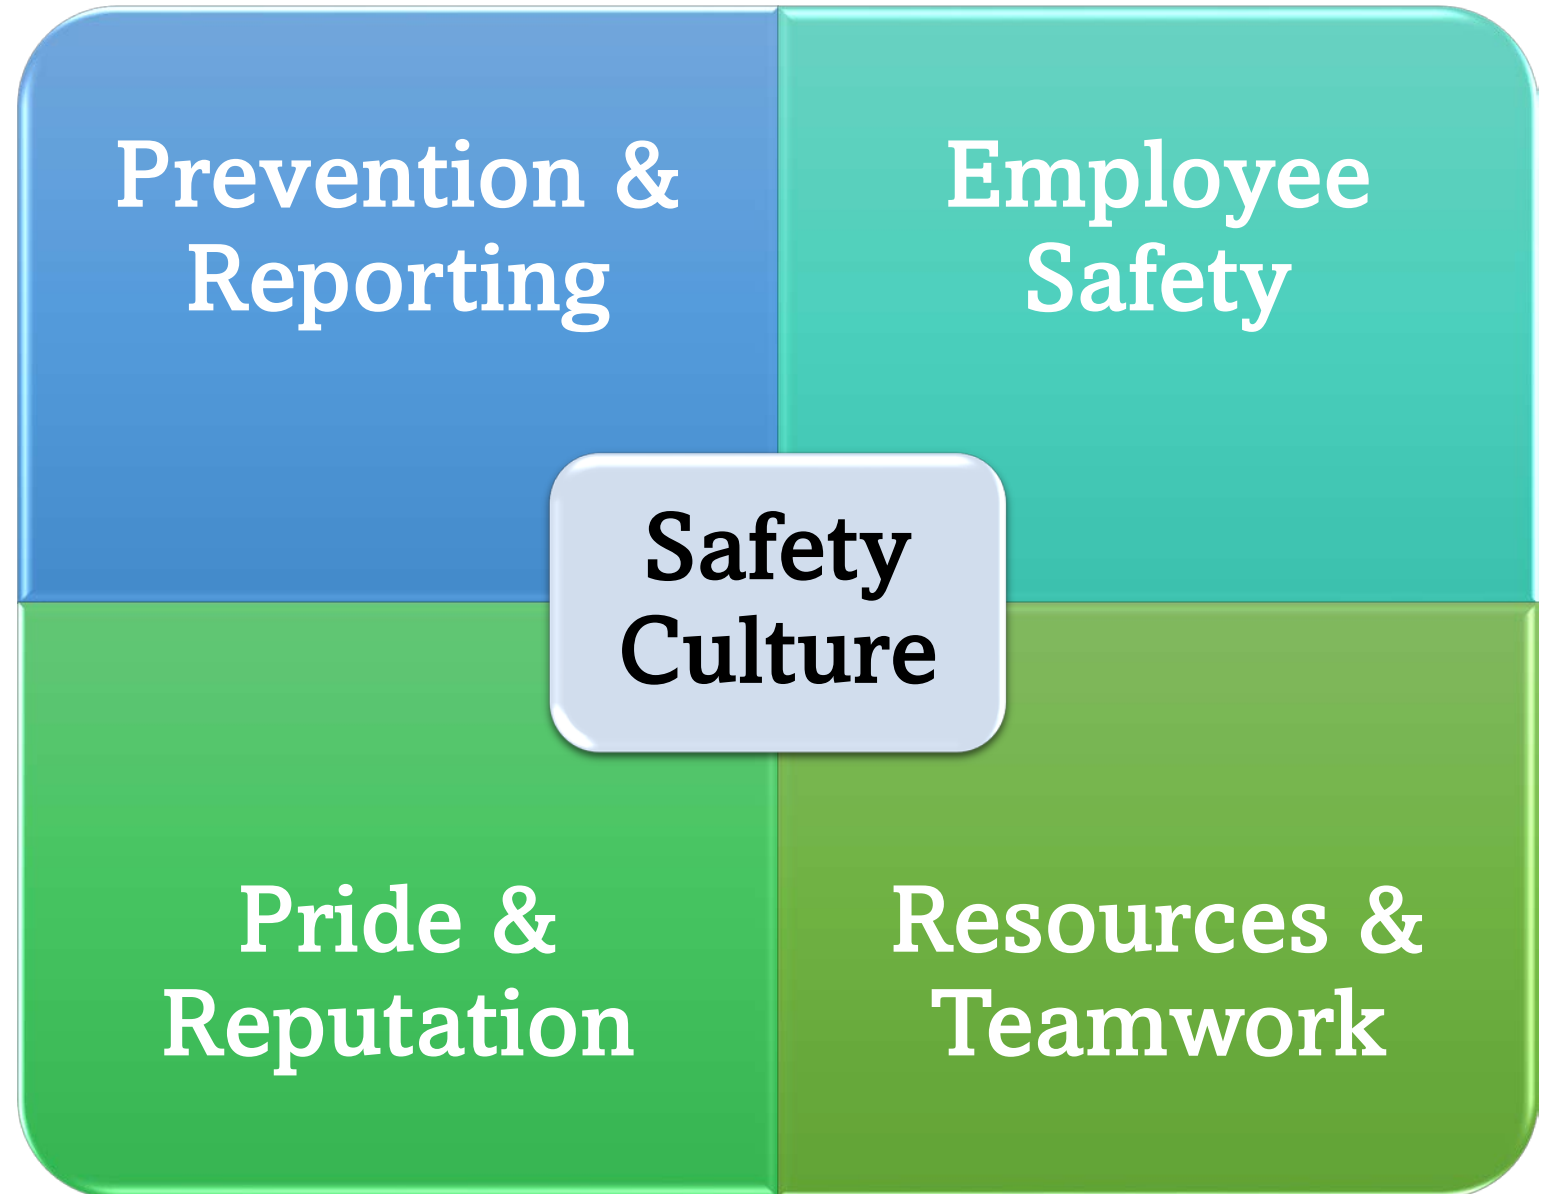 Prevention &
Reporting
Employee
Safety
Safety
Culture
Pride &
Reputation
Resources &
Teamwork